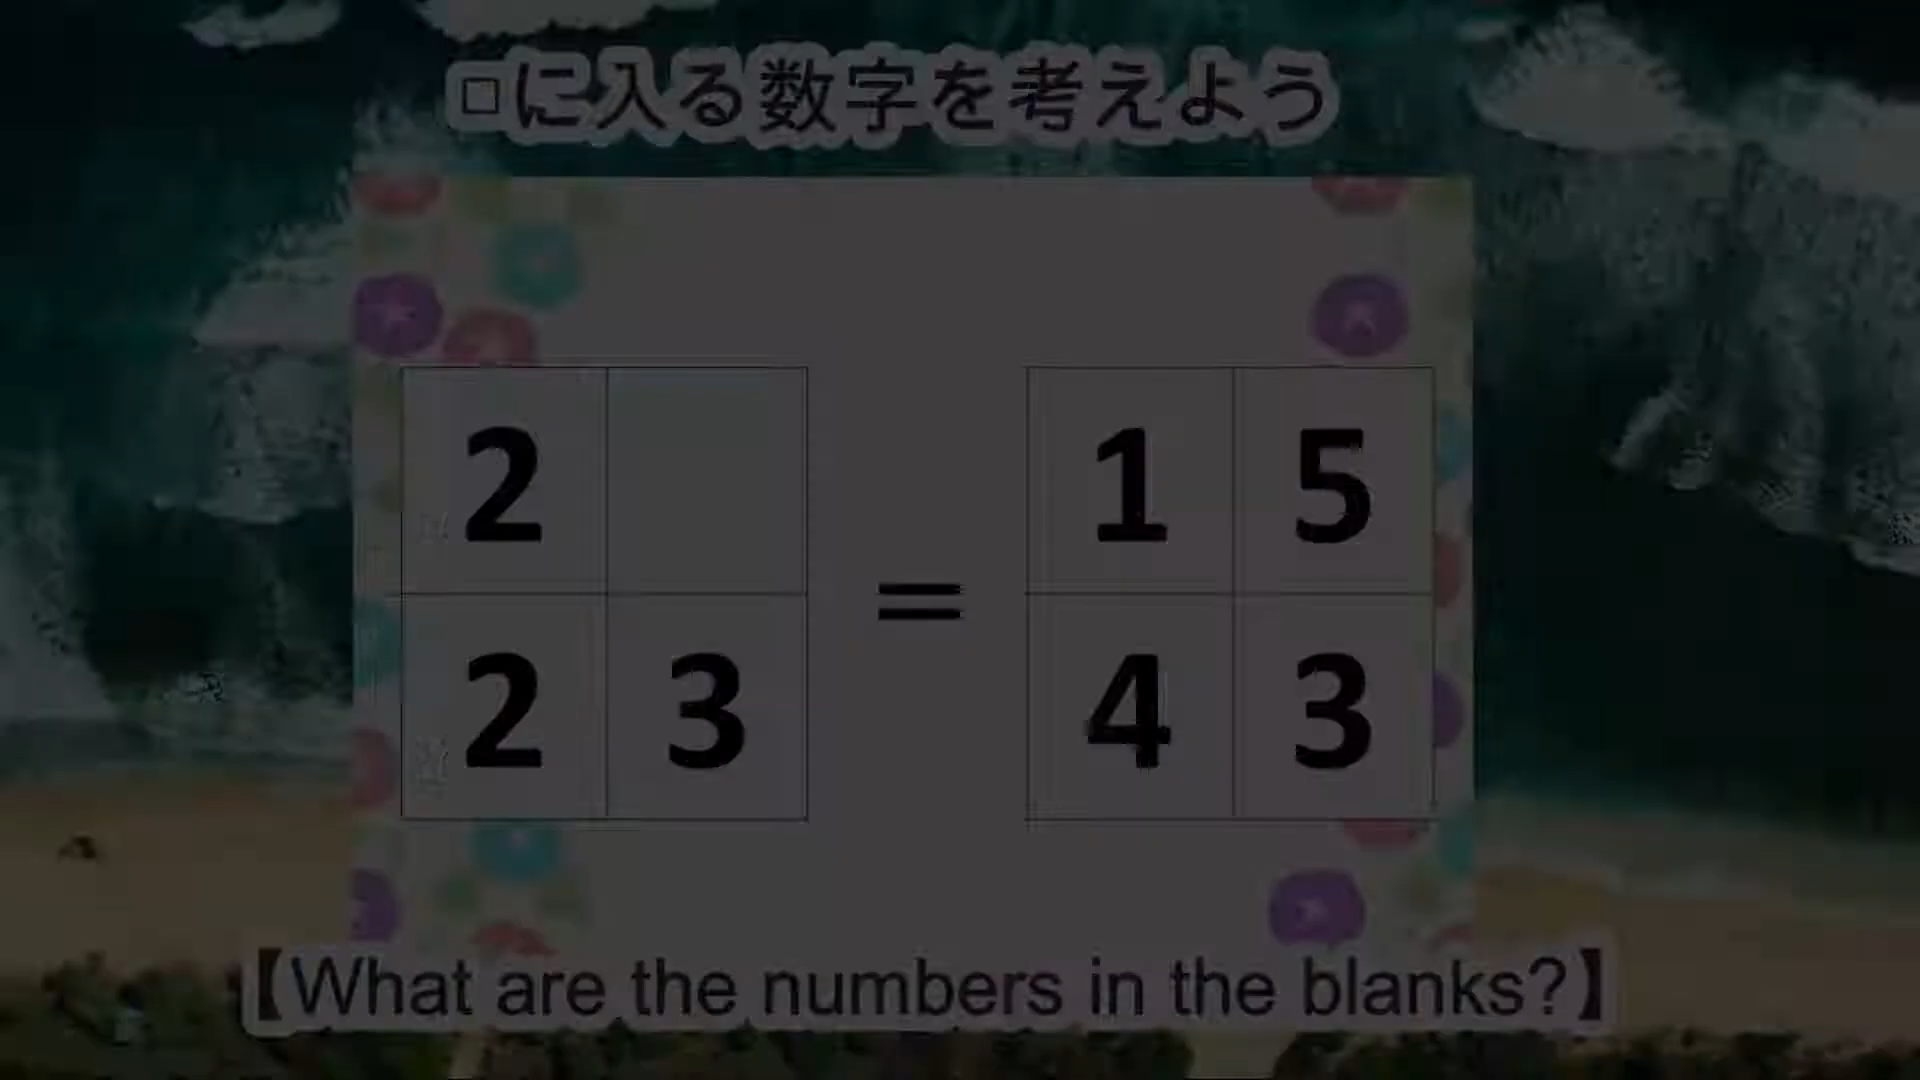 □に入る数字を考えよう
2
1 5
=
2 3
4 3
【What are the numbers in the blanks?】